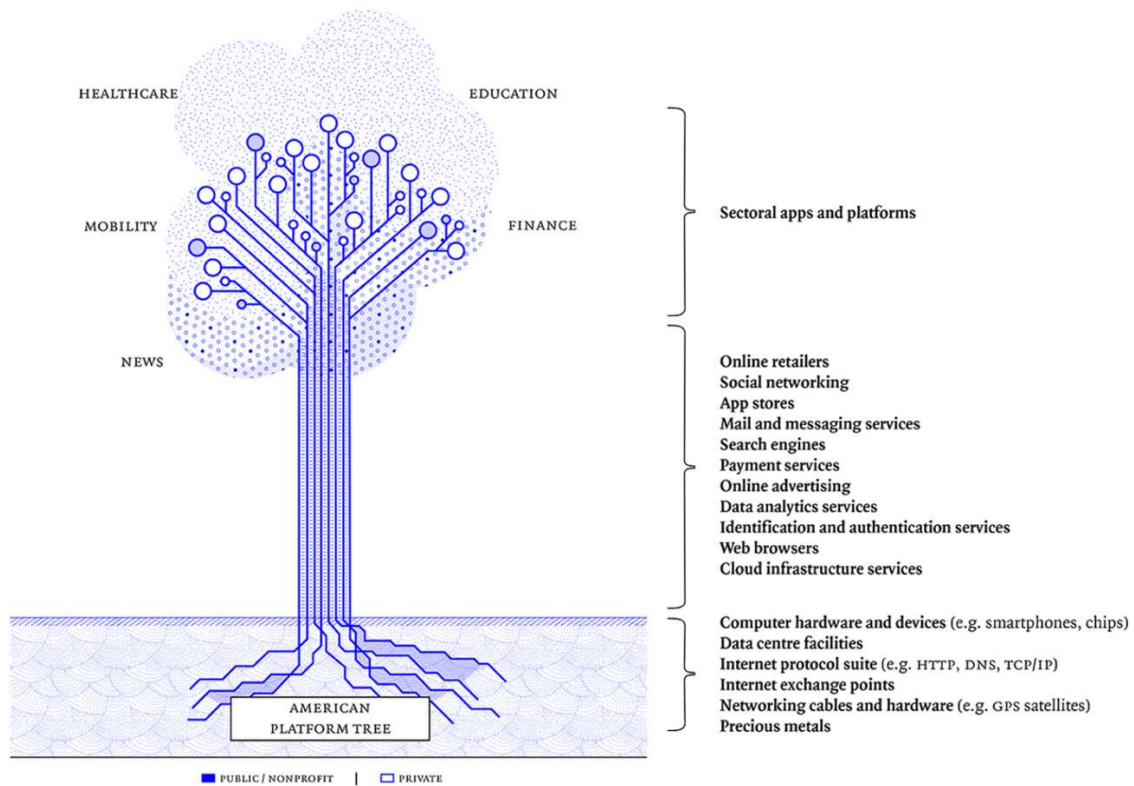 HEALTHCARE
EDUCATION
MOBILITY
FINANCE
NEWS
Sectoral apps and platforms
Online retailers
Social networking
App stores
Mail and messaging services
Search engines
Payment services
Online advertising
Data analytics services
Identification and authentication services
Web browsers
Cloud infrastructure services
Computer hardware and devices (e.g. smartphones, chips)
Data centre facilities
Internet protocol suite (e.g. HTTP, DNS, TCP/IP)
Internet exchange points
Networking cables and hardware (e.g. GPS satellites)
Precious metals
AMERICAN
PLATFORM TREE
PUBLIC / NONPROFIT | PRIVATE